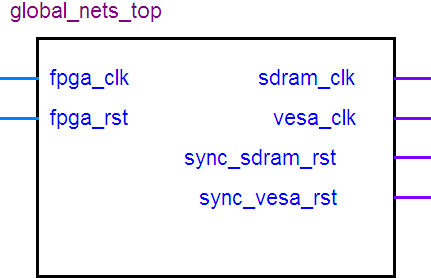 global_nets_top
fpga_clk sdram_clk
fpga_rst vesa_clk
sync_sdram_rst
sync_vesa_rst